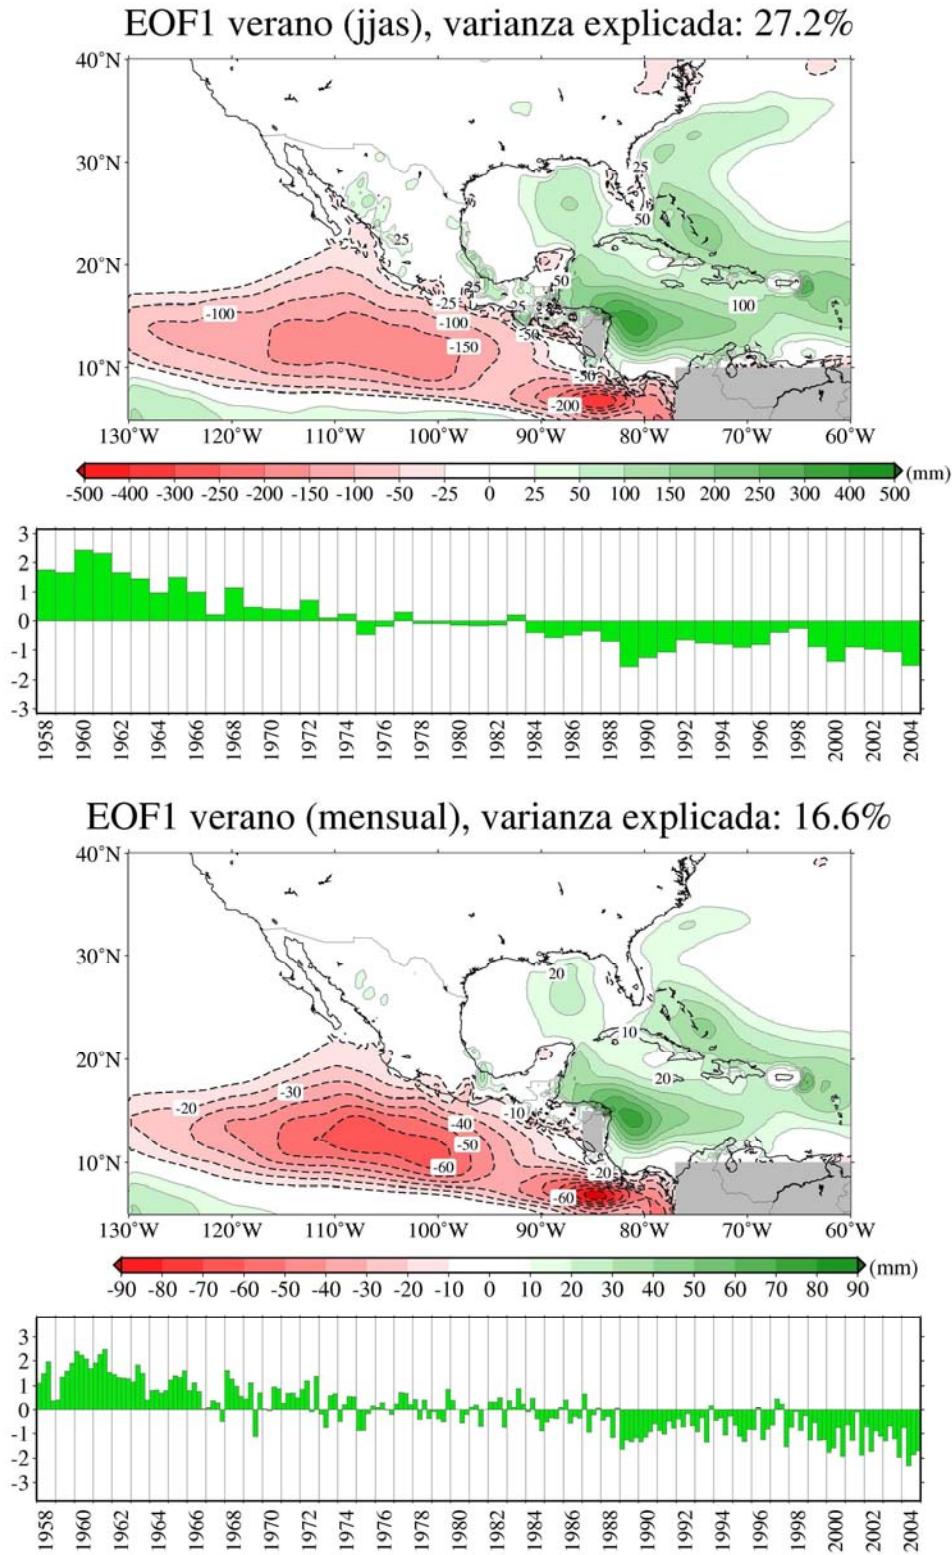 EOF1 verano (jjas), varianza explicada: 27.2%
40˚N
30˚N
20˚N
10˚N
25
50
25
-100
-25
25
-25
50
-100
-50
-150
100
-50
-200
130˚W 120˚W 110˚W 100˚W 90˚W 80˚W 70˚W 60˚W
(mm)
-500 -400 -300 -250 -200 -150 -100 -50 -25 0 25 50 100 150 200 250 300 400 500
3
2
1
0
-1
-2
-3
1958 1960 1962 1964 1966 1968 1970 1972 1974 1976 1978 1980 1982 1984 1986 1988 1990 1992 1994 1996 1998 2000 2002 2004
EOF1 verano (mensual), varianza explicada: 16.6%
40˚N
30˚N
20˚N
10˚N
20
10
20
-30
-20
-10
-40
-50
-60
-20
-60
130˚W 120˚W 110˚W 100˚W 90˚W 80˚W 70˚W 60˚W
(mm)
-90 -80 -70 -60 -50 -40 -30 -20 -10 0 10 20 30 40 50 60 70 80 90
3
2
1
0
-1
-2
-3
1958 1960 1962 1964 1966 1968 1970 1972 1974 1976 1978 1980 1982 1984 1986 1988 1990 1992 1994 1996 1998 2000 2002 2004